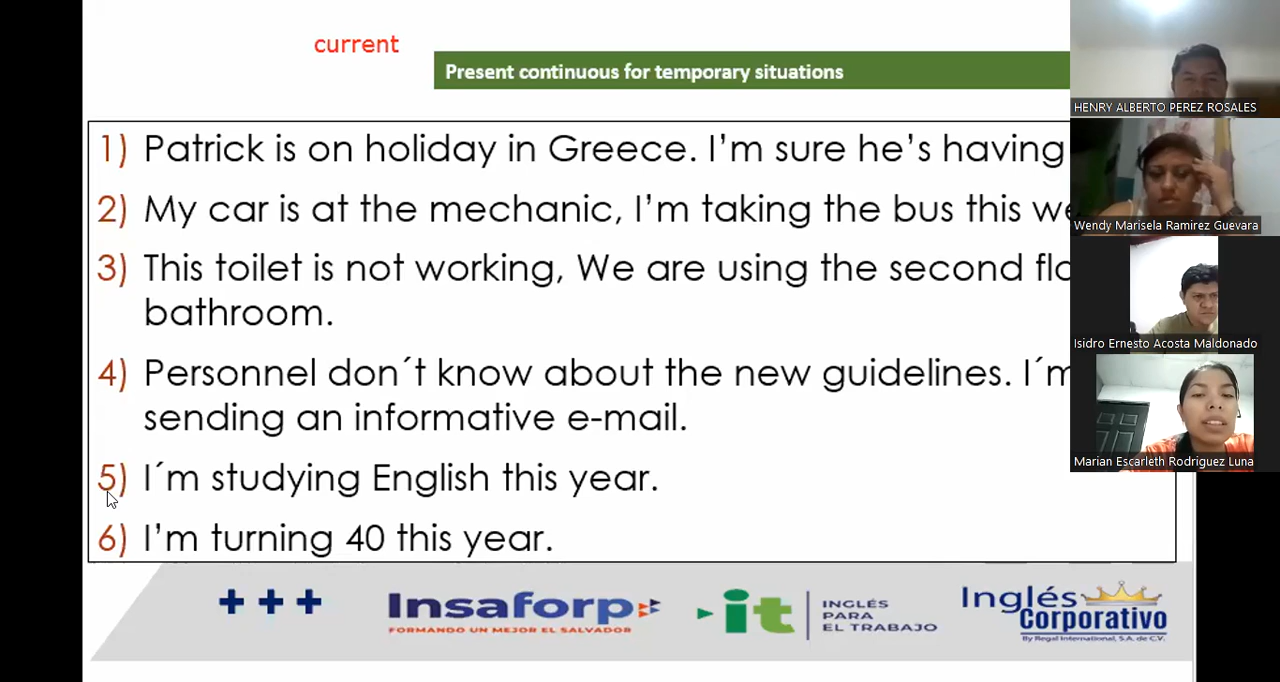 current
Present continuous for temporary situations
1) Patrick is on holiday in Greece. I'm sure he's having
2) My car is at the mechanic, I'm taking the bus this
3) This toilet is not working, We are using the second
bathroom.
4) Personnel don´t know about the new guidelines. I´m
sending an informative e-mail.
5) I´m studying English this year.
6) I'm turning 40 this year.
+++ Insaforp
FORMANDO UN MEJOR EL SALVADOR
it INGLÉS
PARA
EL TRABAJO
Inglés
Corporativo
By Regal International, S.A. de C.V.
HENRY ALBERTO PEREZ ROSALES
Wendy Marisela Ramirez Guevara
Isidro Ernesto Acosta Maldonado
Marian Escarleth Rodriguez Luna